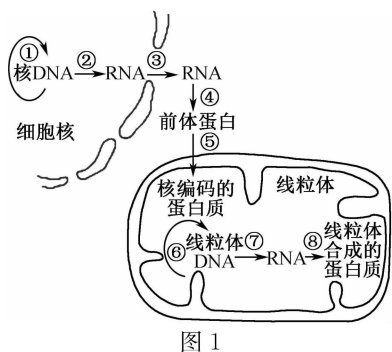 ①
核DNA ② RNA ③ RNA
④
细胞核
前体蛋白
⑤
核编码的
蛋白质
线粒体
⑥ 线粒体
DNA ⑦ RNA ⑧ 线粒体
合成的
蛋白质
图 1